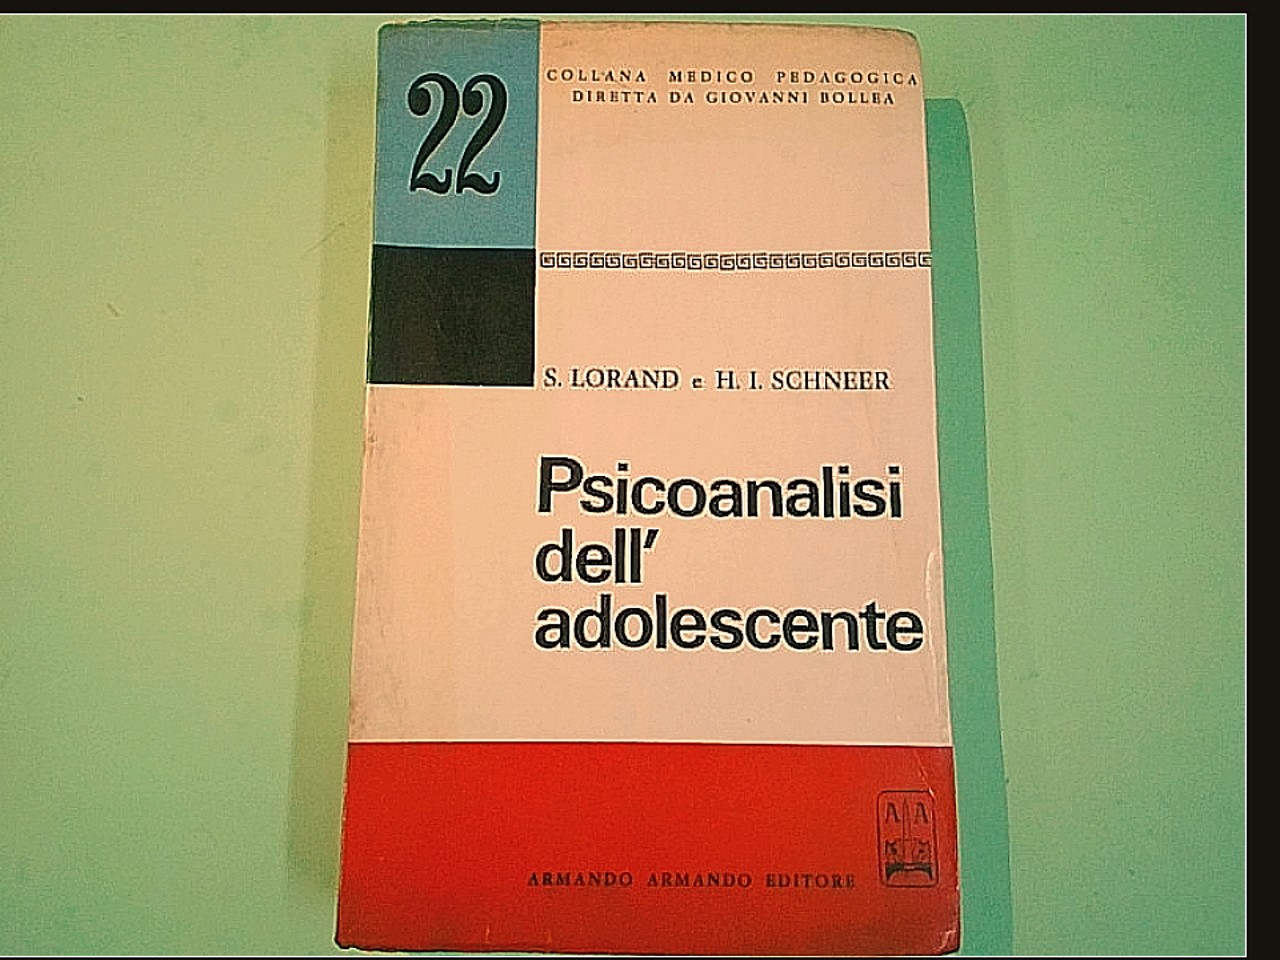 22
COLLANA MEDICO PEDAGOGICA
DIRETTA DA GIOVANNI BOLLEA
S. LORAND e H. I. SCHNEER
Psicoanalisi
dell'
adolescente
A A
ARMANDO ARMANDO EDITORE